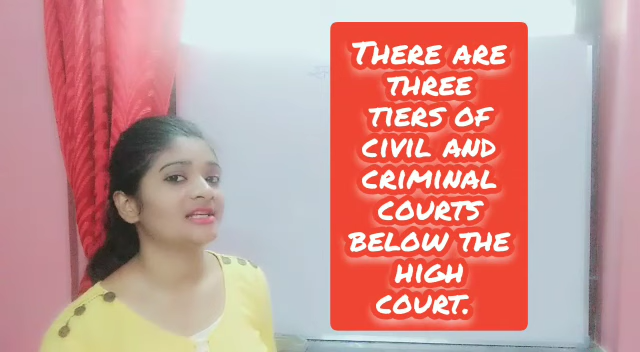 There are
three
tiers of
civil and
criminal
courts
below the
high
court.